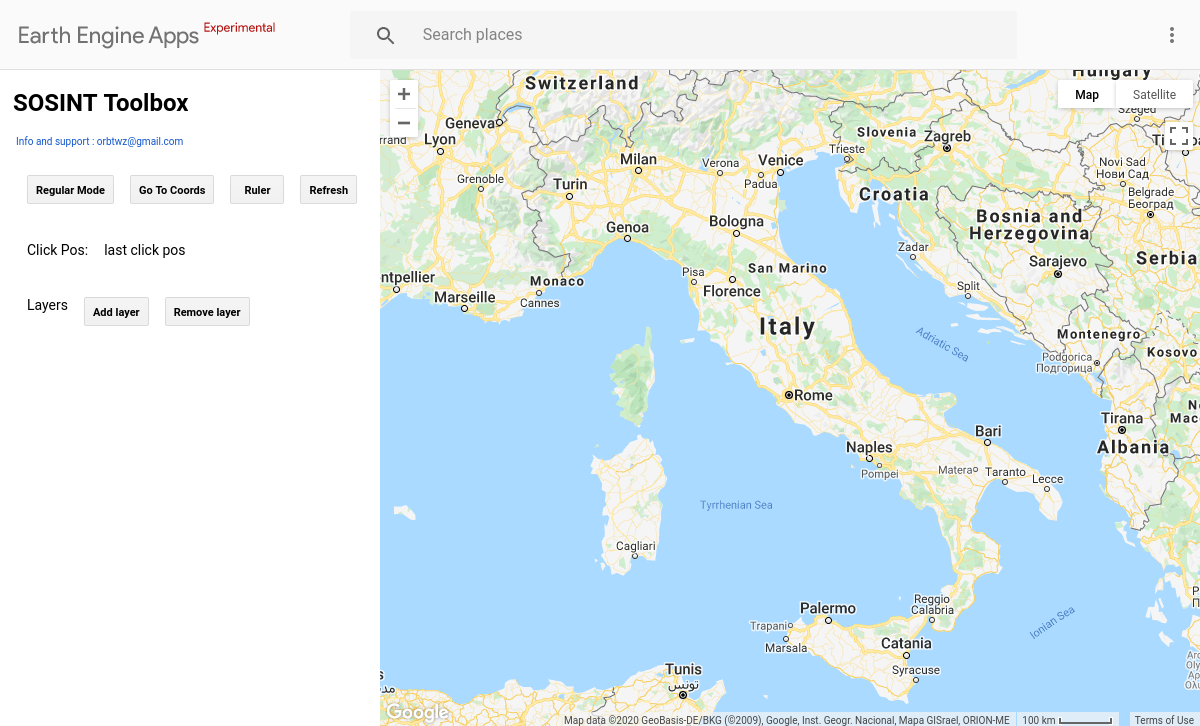 Earth Engine Apps Experimental
Search places
SOSINT Toolbox
Info and support : orbtwz@gmail.com
Regular Mode
Go To Coords
Ruler
Refresh
Click Pos: last click pos
Layers
Add layer
Remove layer
+
−
Map
Satellite
Switzerland
Hungary
Szeged
Geneva
Lyon
Slovenia
Zagreb
Trieste
Milan
Verona
Venice
Padua
Novi Sad
Нови Сад
Grenoble
Turin
Croatia
Belgrade
Београд
Bosnia and
Herzegovina
Bologna
Genoa
Zadar
Sarajevo
Serbia
Pisa
San Marino
ntpellier
Monaco
Marseille
Cannes
Florence
Split
Italy
Adriatic Sea
Montenegro
Kosovo
Podgorica
Подгорица
Rome
Tirana
Bari
Albania
Naples
Pompei
Matera
Taranto
Lecce
Tyrrhenian Sea
Cagliari
Reggio
Calabria
Palermo
Trapani
Marsala
Ionian Sea
Catania
Syracuse
Tunis
تونس
Google
Map data ©2020 GeoBasis-DE/BKG (©2009), Google, Inst. Geogr. Nacional, Mapa GISrael, ORION-ME
100 km
Terms of Use